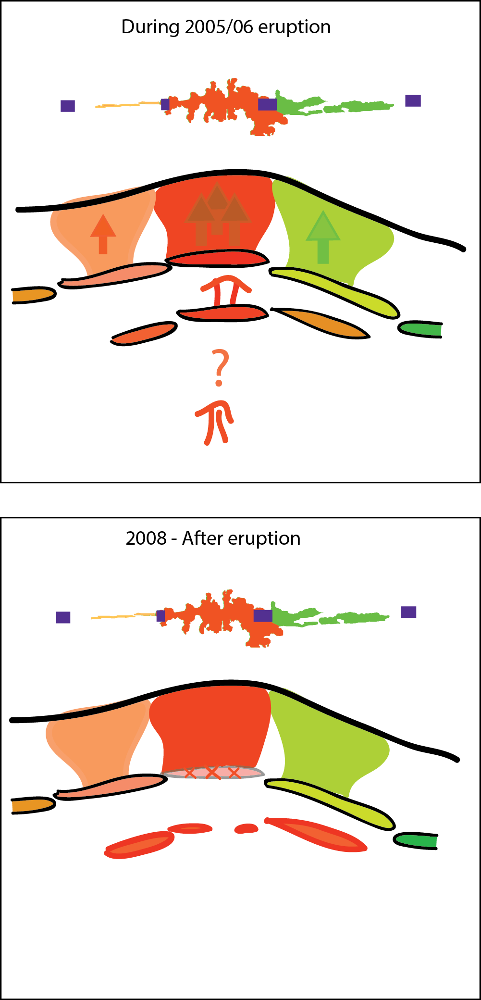 During 2005/06 eruption
?
2008 - After eruption